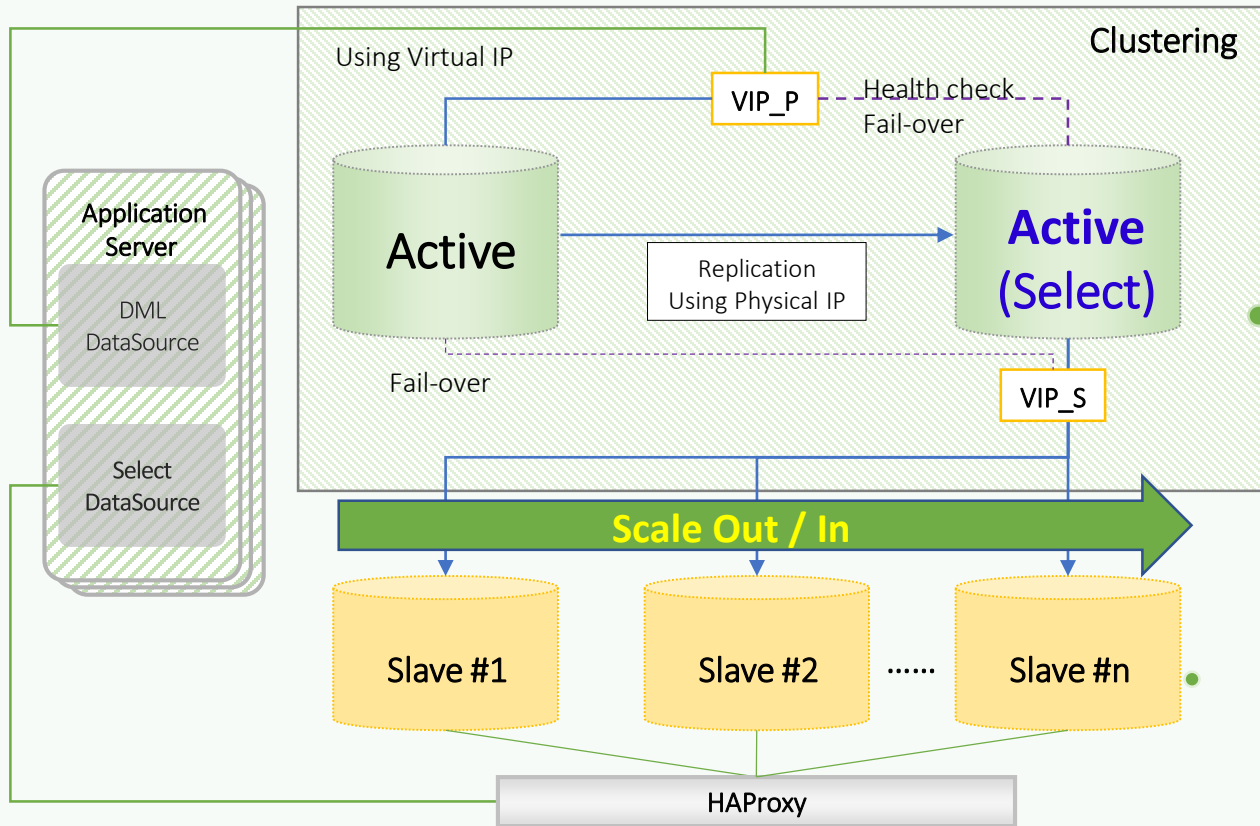 Clustering
Using Virtual IP
VIP_P
Health check
Fail-over
Application
Server
DML
DataSource
Select
DataSource
Active
Replication
Using Physical IP
Active
(Select)
Fail-over
VIP_S
Scale Out / In
Slave #1
Slave #2
......
Slave #n
HAProxy